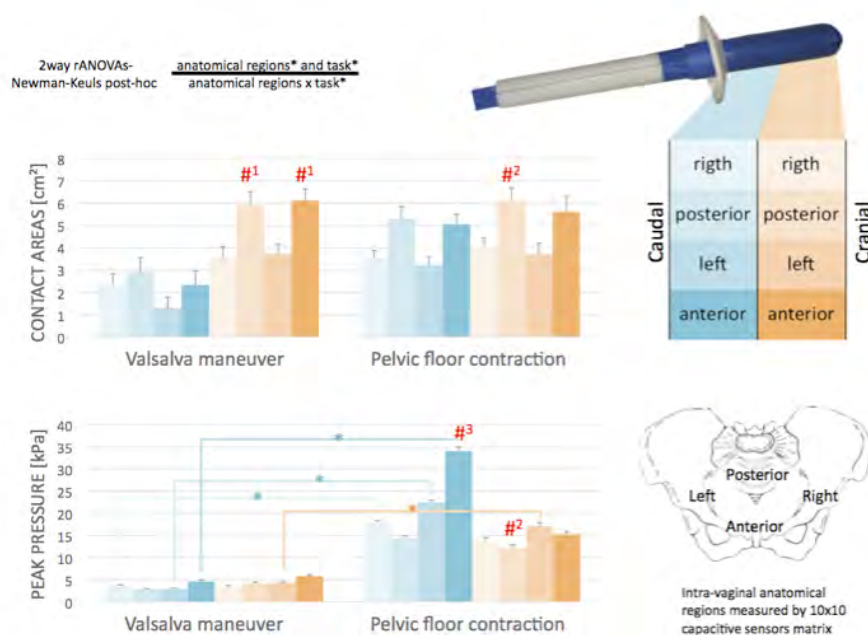 2way rANOVAs-
Newman-Keuls post-hoc
anatomical regions* and task*
anatomical regions x task*
CONTACT AREAS [cm²]
8
7
6
5
4
3
2
1
0
#1
#1
#2
Valsalva maneuver
Pelvic floor contraction
Caudal
Cranial
rigth
rigth
posterior
posterior
left
left
anterior
anterior
PEAK PRESSURE [kPa]
40
35
30
25
20
15
10
5
0
*
*
*
*
#3
#2
Valsalva maneuver
Pelvic floor contraction
Posterior
Left
Right
Anterior
Intra-vaginal anatomical
regions measured by 10x10
capacitive sensors matrix